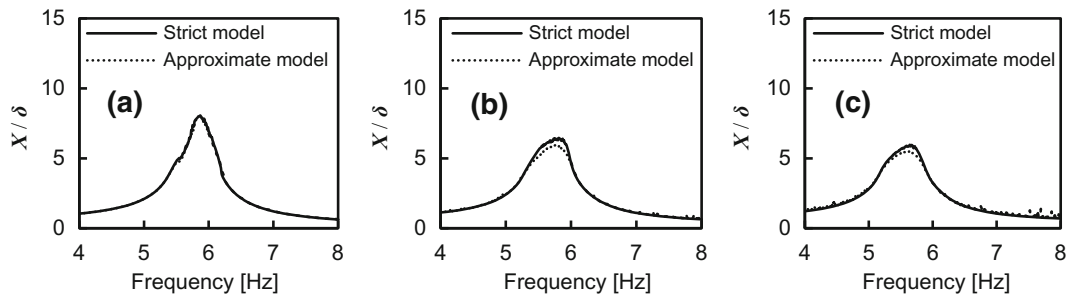 15
Strict model
Approximate model
10
(a)
X / δ
5
0
4 5 6 7 8
Frequency [Hz]
15
Strict model
Approximate model
10
(b)
X / δ
5
0
4 5 6 7 8
Frequency [Hz]
15
Strict model
Approximate model
10
(c)
X / δ
5
0
4 5 6 7 8
Frequency [Hz]